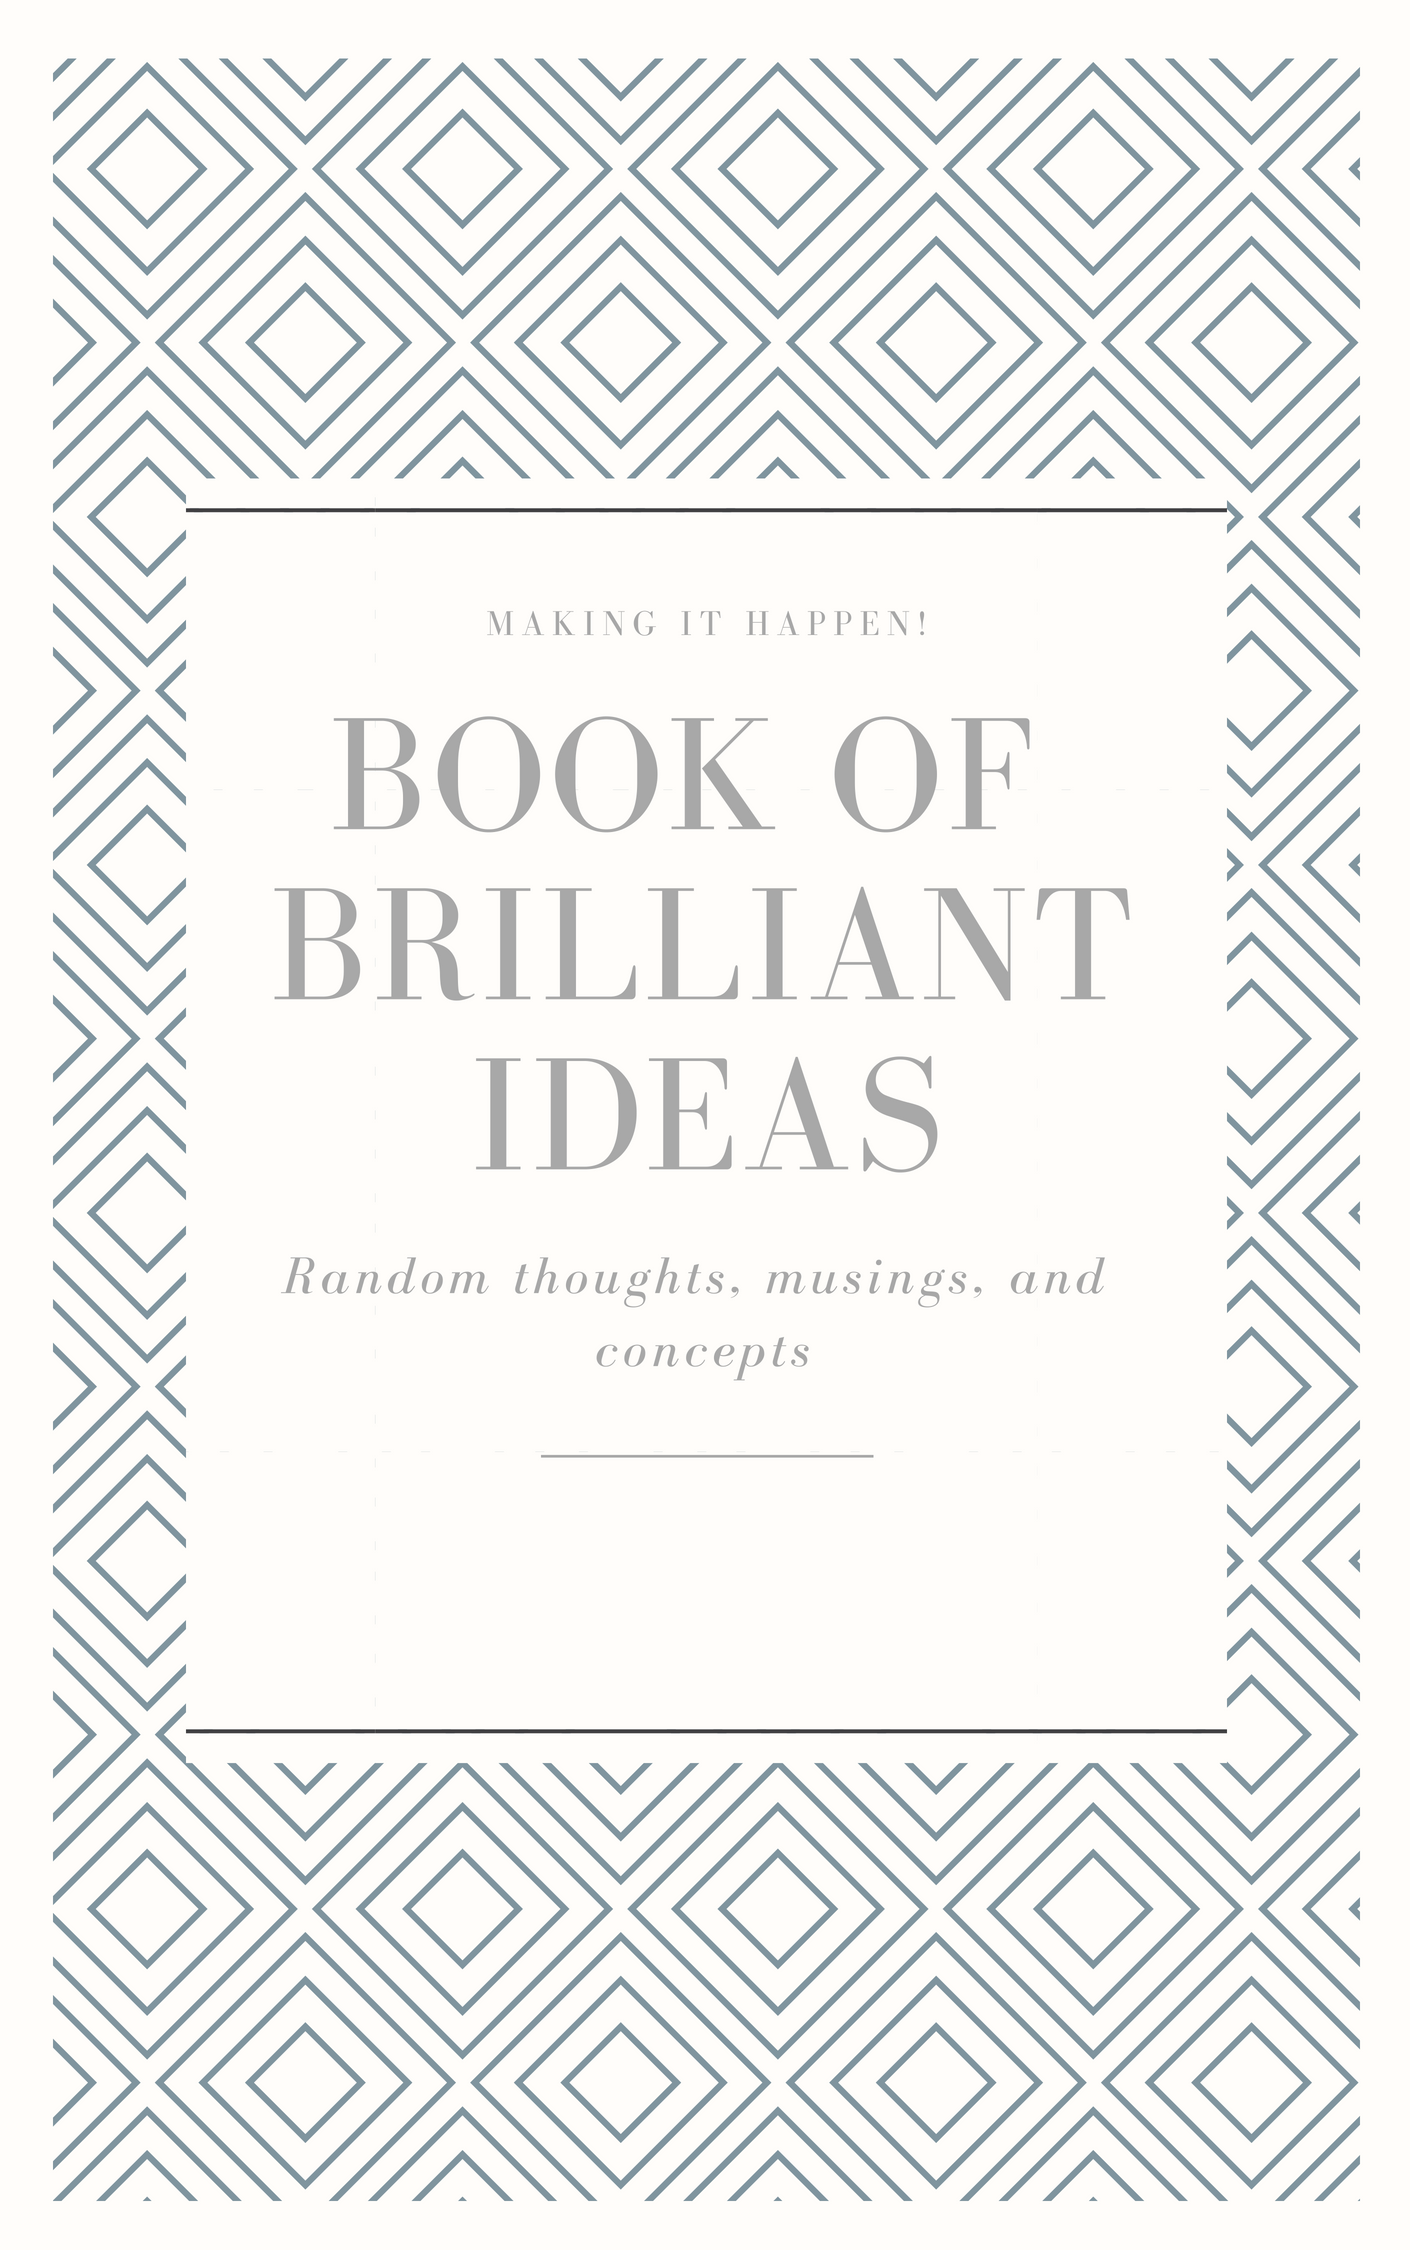 MAKING IT HAPPEN!
BOOK OF
BRILLIANT
IDEAS
Random thoughts, musings, and
concepts